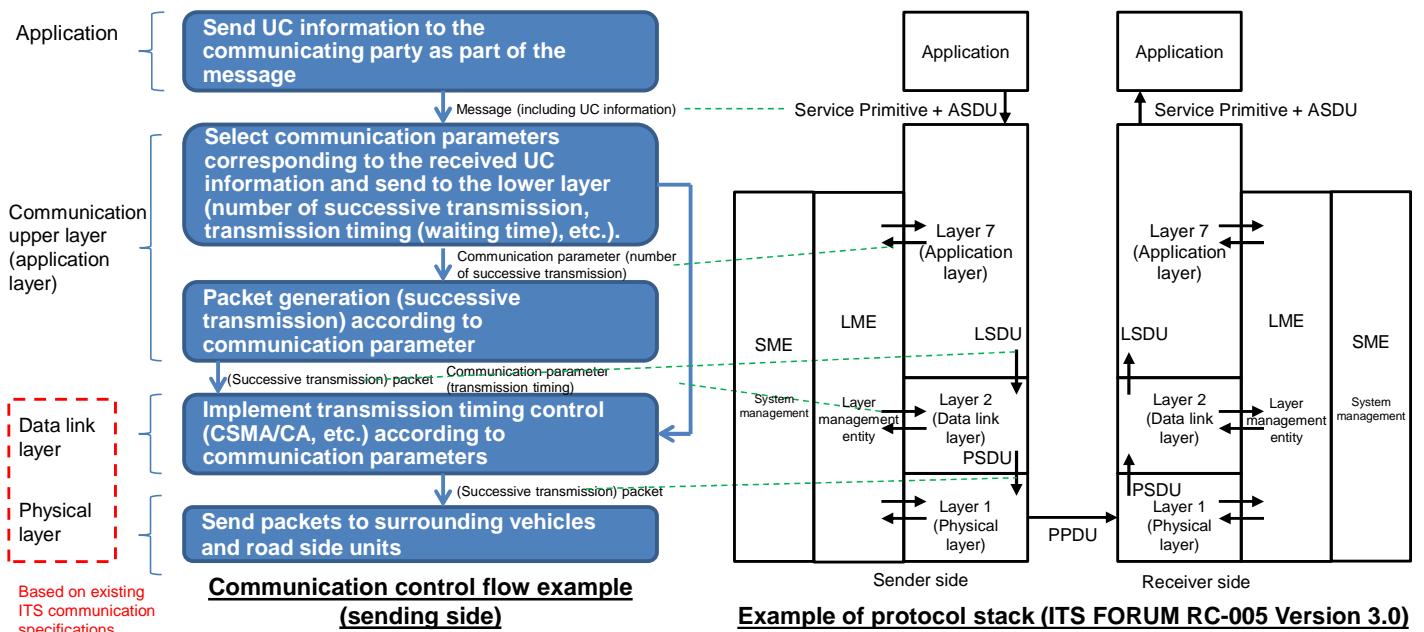 Application
Send UC information to the
communicating party as part of the
message
Message (including UC information)
Communication
upper layer
(application
layer)
Select communication parameters
corresponding to the received UC
information and send to the lower layer
(number of successive transmission,
transmission timing (waiting time), etc.).
Communication parameter (number
of successive transmission)
Packet generation (successive
transmission) according to
communication parameter
(Successive transmission) packet
Communication parameter
(transmission timing)
Data link
layer
Implement transmission timing control
(CSMA/CA, etc.) according to
communication parameters
(Successive transmission) packet
Physical
layer
Send packets to surrounding vehicles
and road side units
Based on existing
ITS communication
specifications
Communication control flow example
(sending side)
Application
Service Primitive + ASDU
SME
System
management
LME
Layer
management
entity
Layer 7
(Application
layer)
LSDU
Layer 2
(Data link
layer)
PSDU
Layer 1
(Physical
layer)
Sender side
PPDU
Application
Service Primitive + ASDU
Layer 7
(Application
layer)
LSDU
Layer 2
(Data link
layer)
PSDU
Layer 1
(Physical
layer)
LME
Layer
management
entity
SME
System
management
Receiver side
Example of protocol stack (ITS FORUM RC-005 Version 3.0)